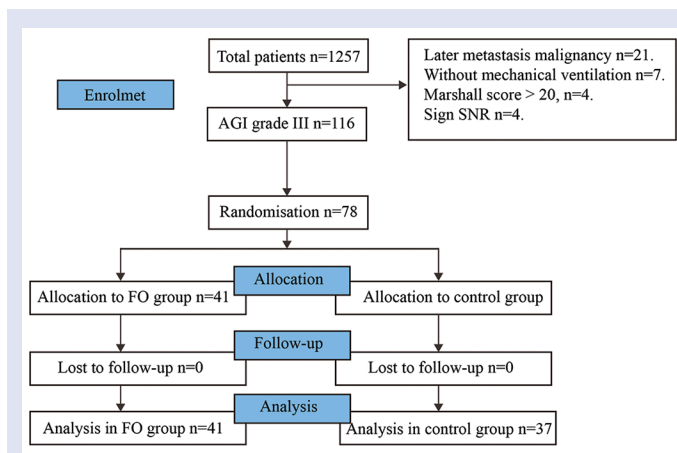 Total patients n=1257
Later metastasis malignancy n=21.
Without mechanical ventilation n=7.
Marshall score > 20, n=4.
Sign SNR n=4.
Enrolmet
AGI grade III n=116
Randomisation n=78
Allocation
Allocation to FO group n=41
Allocation to control group
Follow-up
Lost to follow-up n=0
Lost to follow-up n=0
Analysis
Analysis in FO group n=41
Analysis in control group n=37